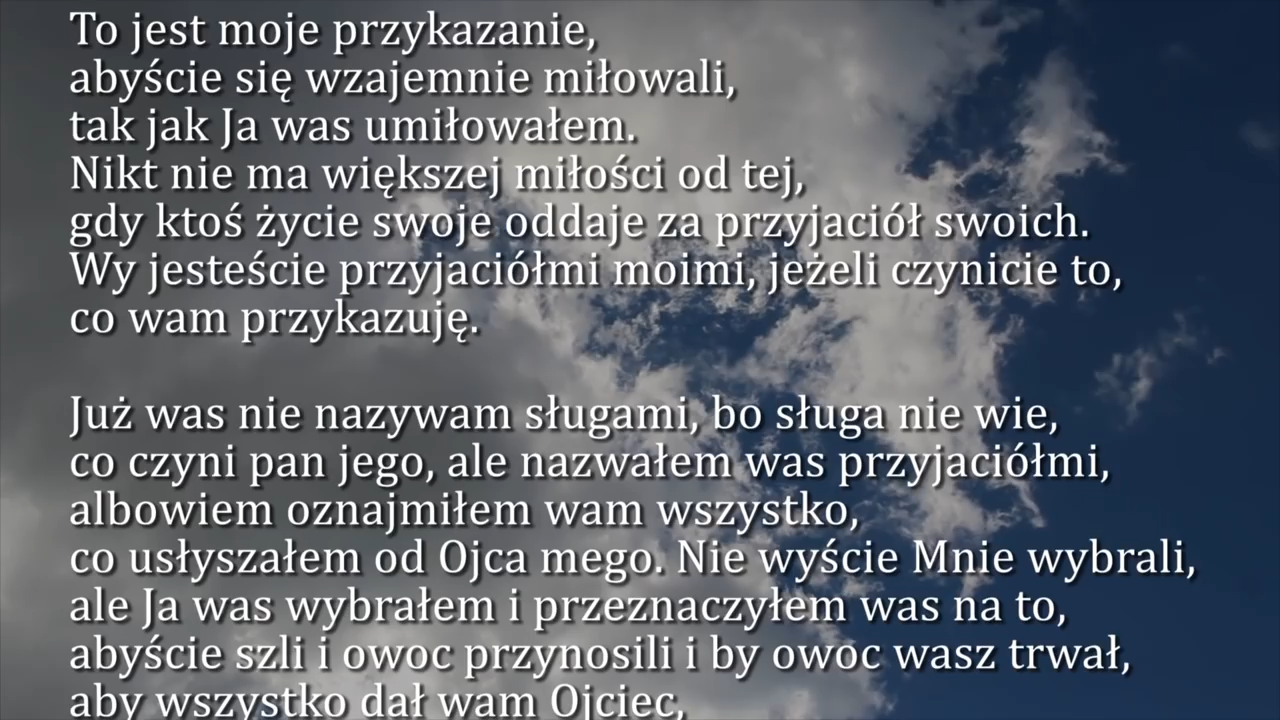 To jest moje przykazanie,
abyście się wzajemnie miłowali,
tak jak Ja was umiłowałem.
Nikt nie ma większej miłości od tej,
gdy ktoś życie swoje oddaje za przyjaciół swoich.
Wy jesteście przyjaciółmi moimi, jeżeli czynicie to,
co wam przykazuję.
Już was nie nazywam sługami, bo sługa nie wie,
co czyni pan jego, ale nazwałem was przyjaciółmi,
albowiem oznajmiłem wam wszystko,
co usłyszałem od Ojca mego. Nie wyście Mnie wybrali,
ale Ja was wybrałem i przeznaczyłem was na to,
abyście szli i owoc przynosili i by owoc wasz trwał,
aby wszystko dał wam Ojciec,